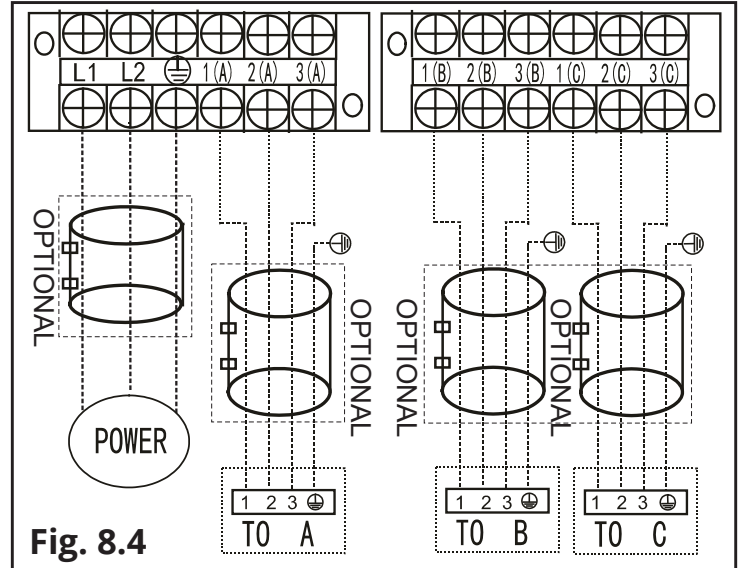 L1 L2 1(A) 2(A) 3(A)
1(B) 2(B) 3(B) 1(C) 2(C) 3(C)
OPTIONAL
OPTIONAL
OPTIONAL
OPTIONAL
POWER
1 2 3
TO A
1 2 3
TO B
1 2 3
TO C
Fig. 8.4